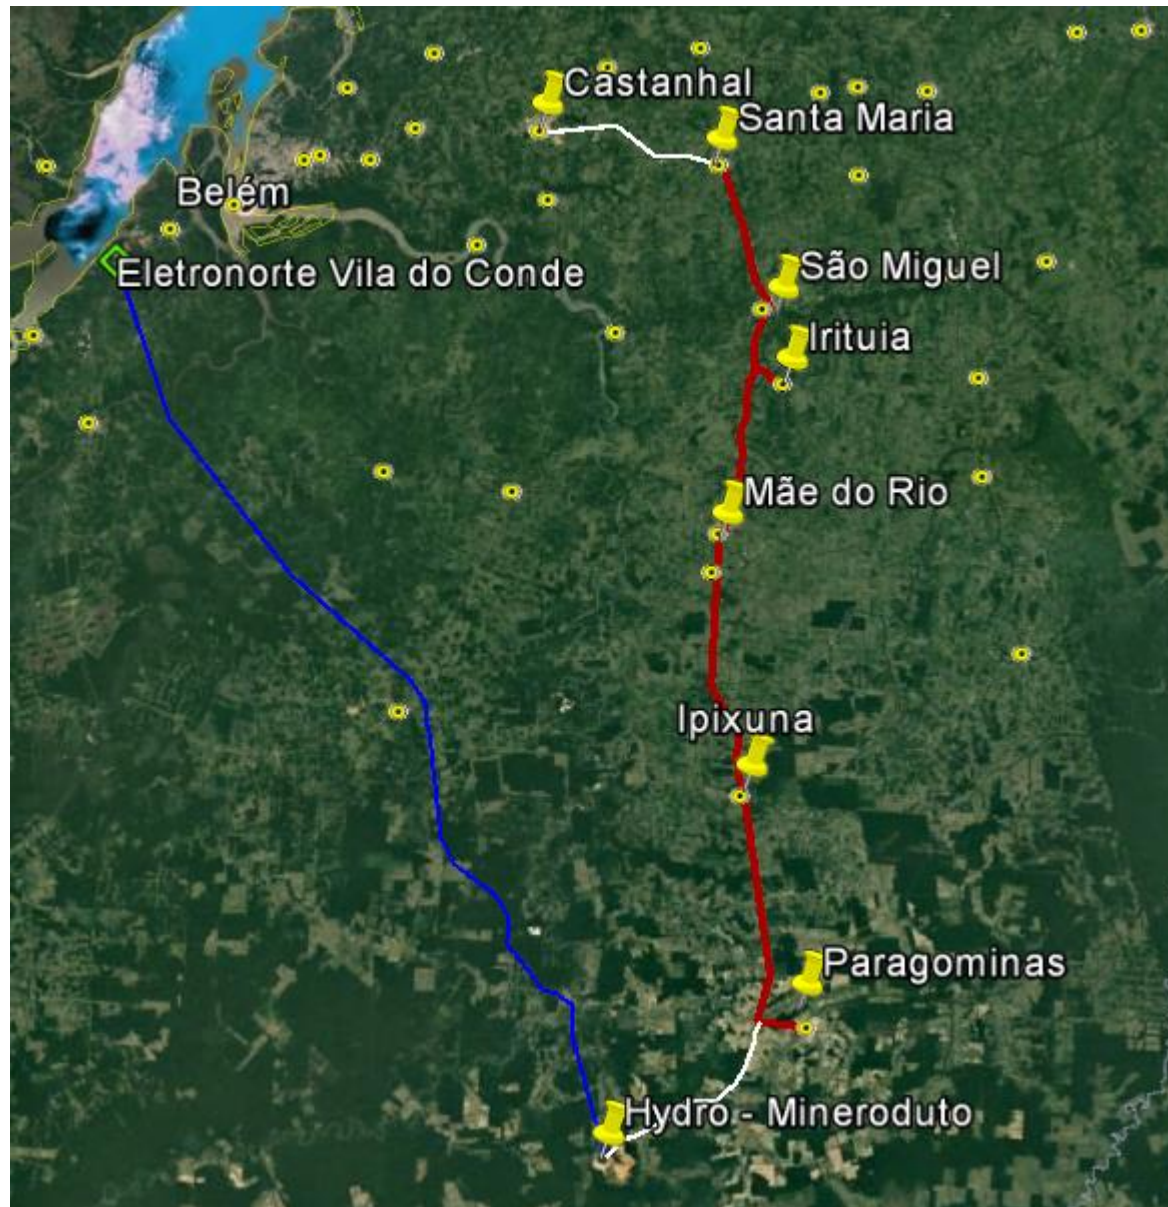 Castanhal
Santa Maria
Belém
São Miguel
Eletronorte Vila do Conde
Irituia
Mãe do Rio
Ipixuna
Paragominas
Hydro - Mineroduto